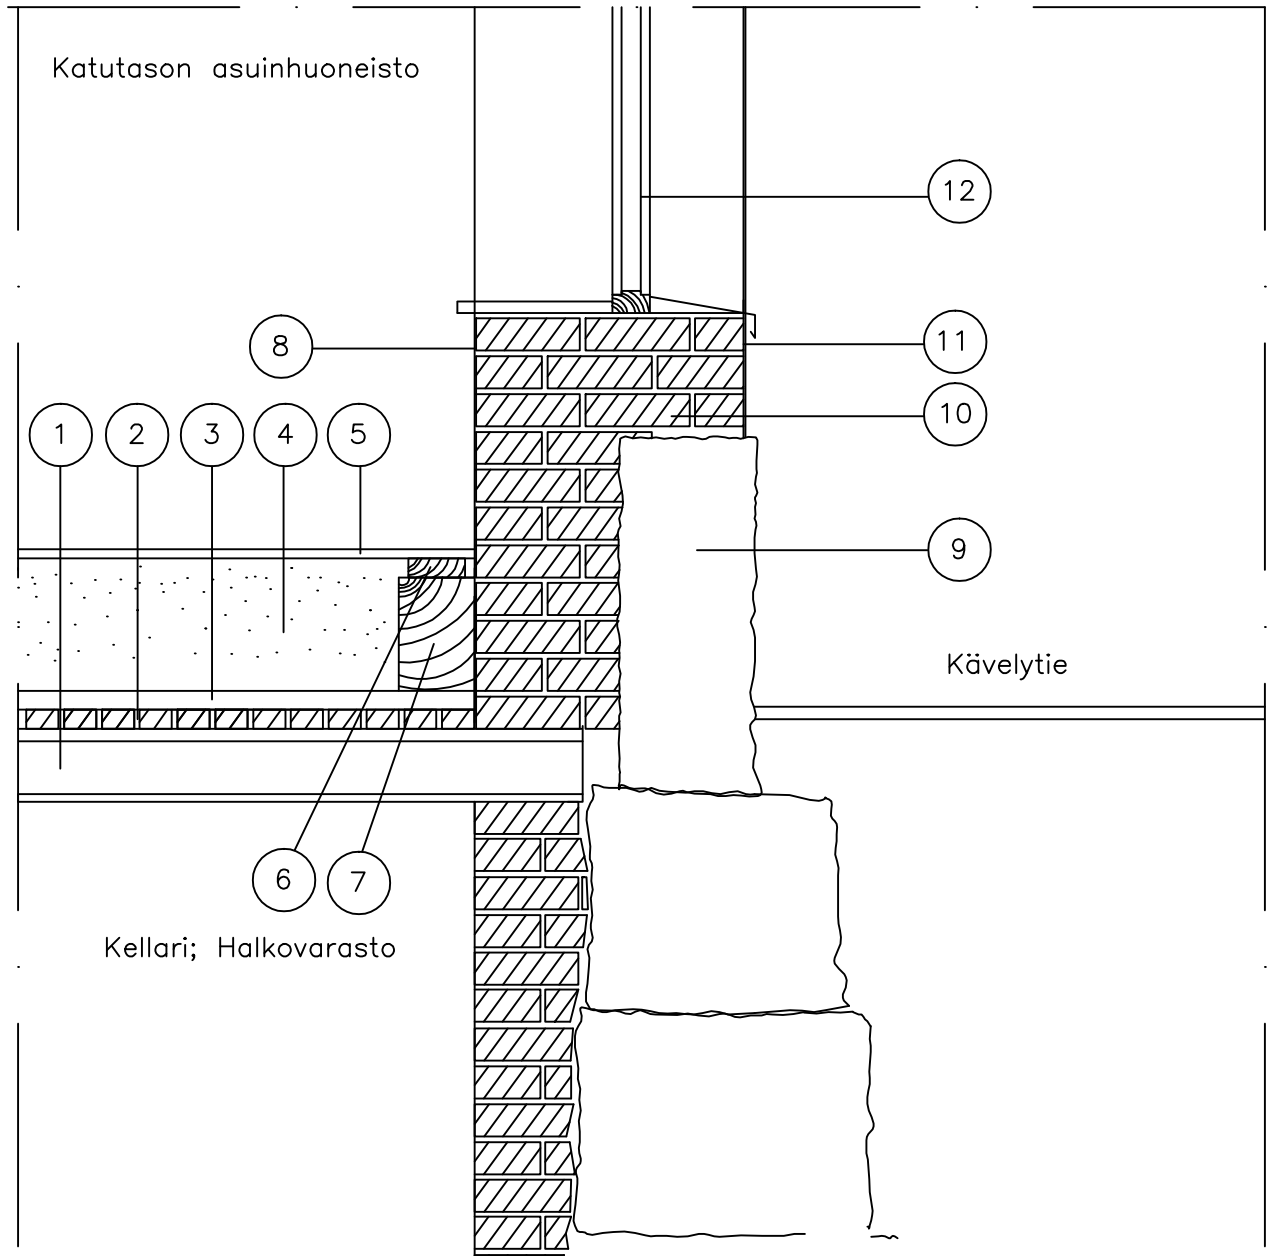 Katutason asuinhuoneisto
12
8
11
10
1 2 3 4 5
9
Kävelytie
6 7
Kellari; Halkovarasto